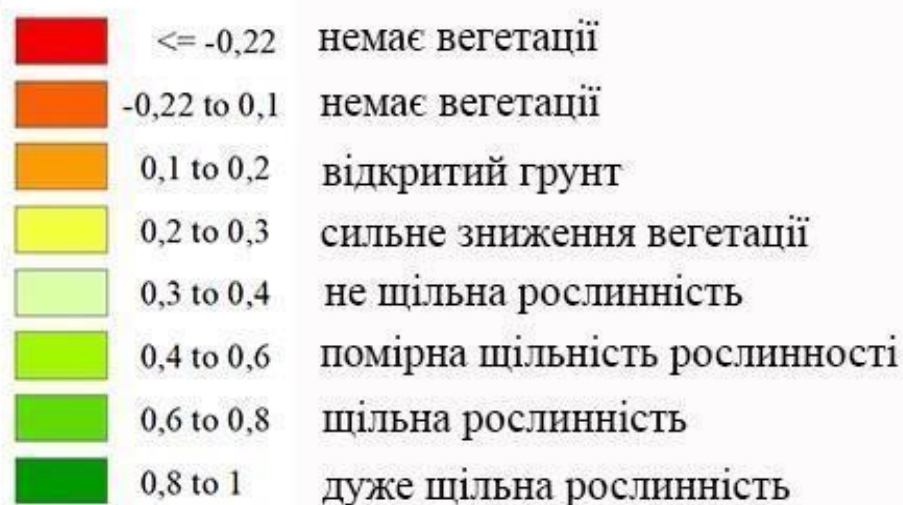 <= -0,22 немає вегетації
-0,22 to 0,1 немає вегетації
0,1 to 0,2 відкритий грунт
0,2 to 0,3 сильне зниження вегетації
0,3 to 0,4 не щільна рослинність
0,4 to 0,6 помірна щільність рослинності
0,6 to 0,8 щільна рослинність
0,8 to 1 дуже щільна рослинність